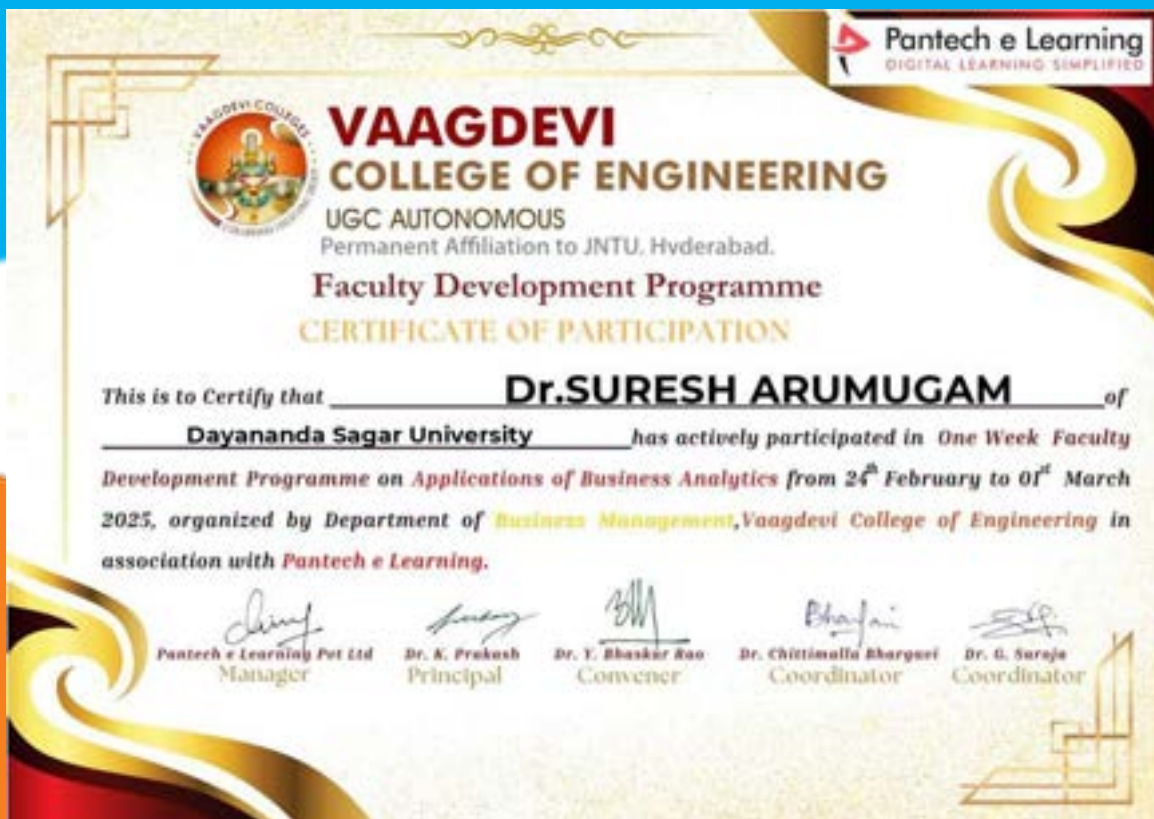 Pantech e Learning
DIGITAL LEARNING SIMPLIFIED
VAAGDEVI COLLEGES
VAAGDEVI
COLLEGE OF ENGINEERING
UGC AUTONOMOUS
Permanent Affiliation to JNTU, Hyderabad.
Faculty Development Programme
CERTIFICATE OF PARTICIPATION
This is to Certify that Dr.SURESH ARUMUGAM of
Dayananda Sagar University has actively participated in One Week Faculty
Development Programme on Applications of Business Analytics from 24th February to 01st March
2025, organized by Department of Business Management,Vaagdevi College of Engineering in
association with Pantech e Learning.
Bhargavi
Pantech e Learning Pvt Ltd Dr. K. Prakash Dr. Y. Bhaskar Rao Dr. Chittimalla Bhargavi Dr. G. Saroja
Manager Principal Convener Coordinator Coordinator